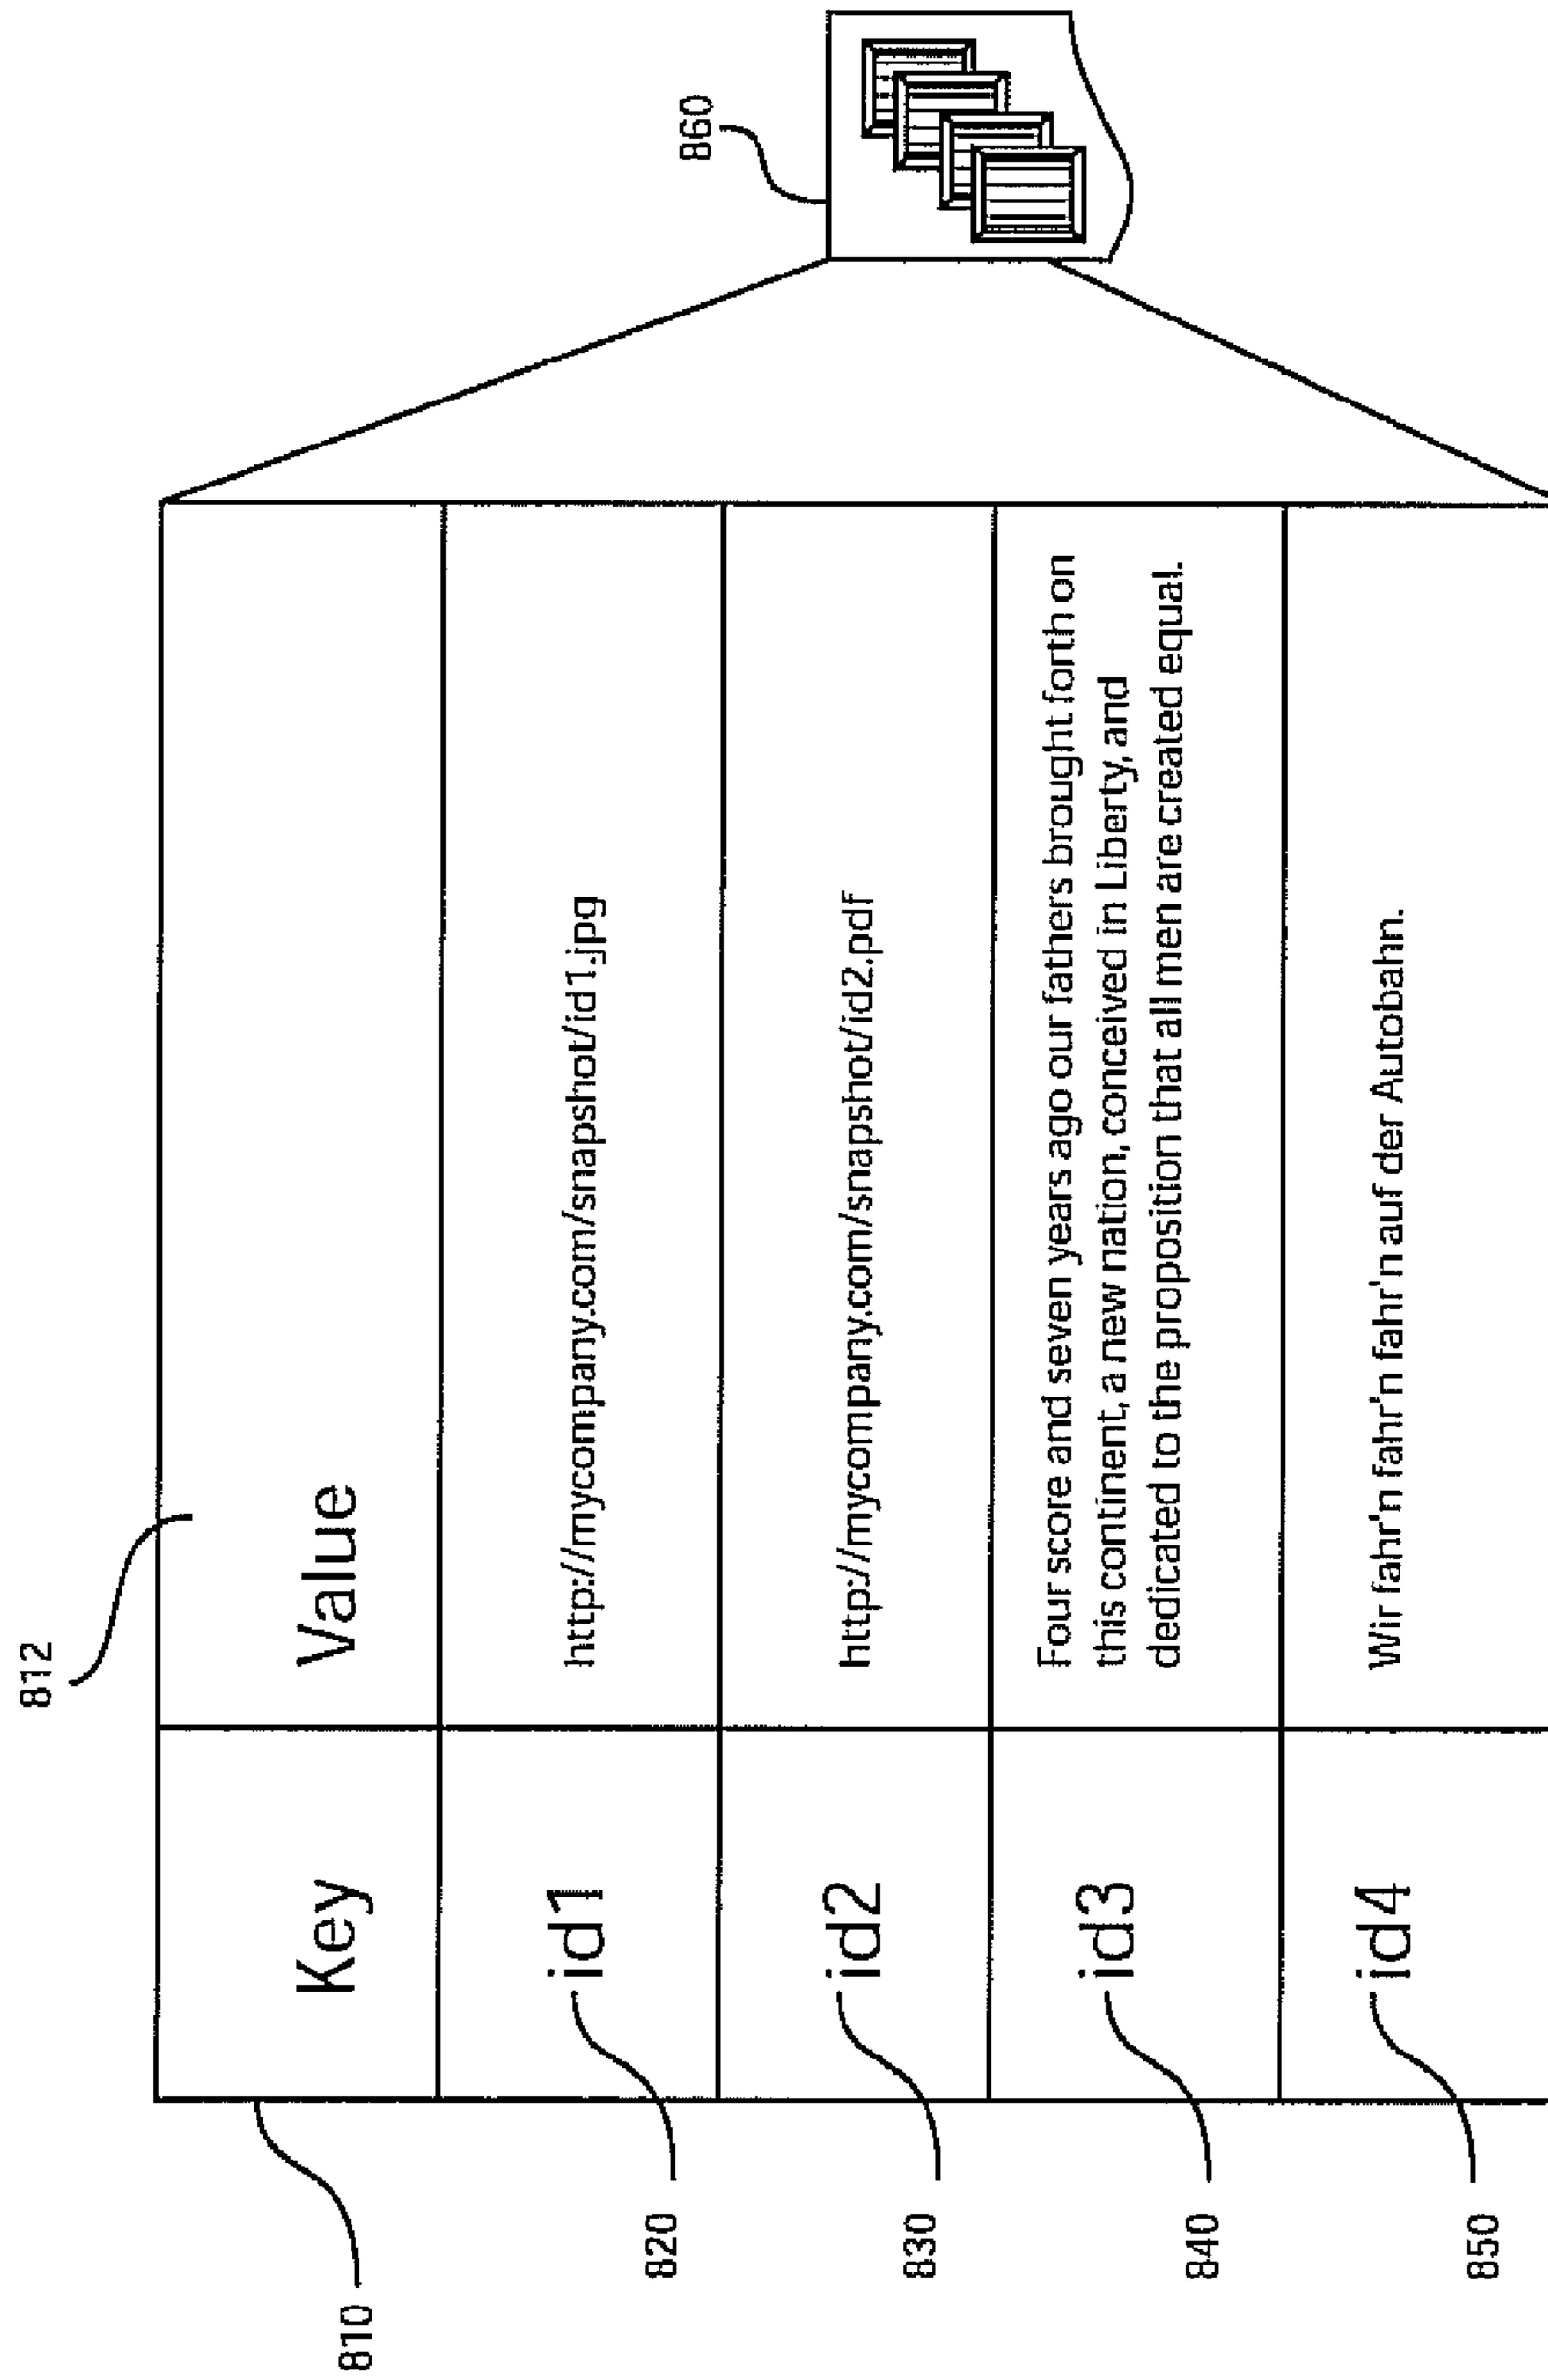 812
860
810
Key
Value
820
id1
http://mycompany.com/snapshot/id1.jpg
830
id2
http://mycompany.com/snapshot/id2.pdf
840
id3
Four score and seven years ago our fathers brought forth on
this continent, a new nation, conceived in Liberty, and
dedicated to the proposition that all men are created equal.
850
id4
Wir fahr'n fahr'n fahr'n auf der Autobahn.